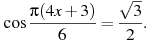 cos π(4x+3)/6 = √3/2.